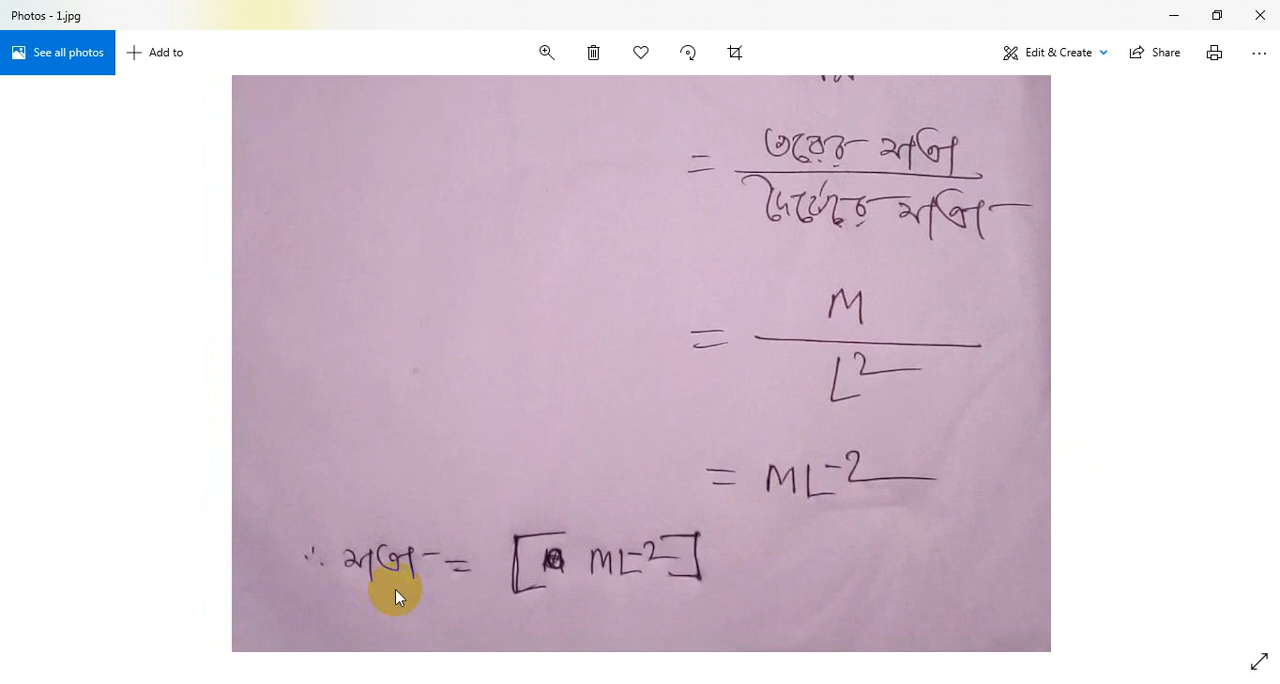 Photos - 1.jpg
See all photos
Add to
Edit & Create
Share
= ভরের মাত্রা
দৈর্ঘ্যের মাত্রা
= M
L²
= ML⁻²
∴ মাত্রা = [ ML⁻²]